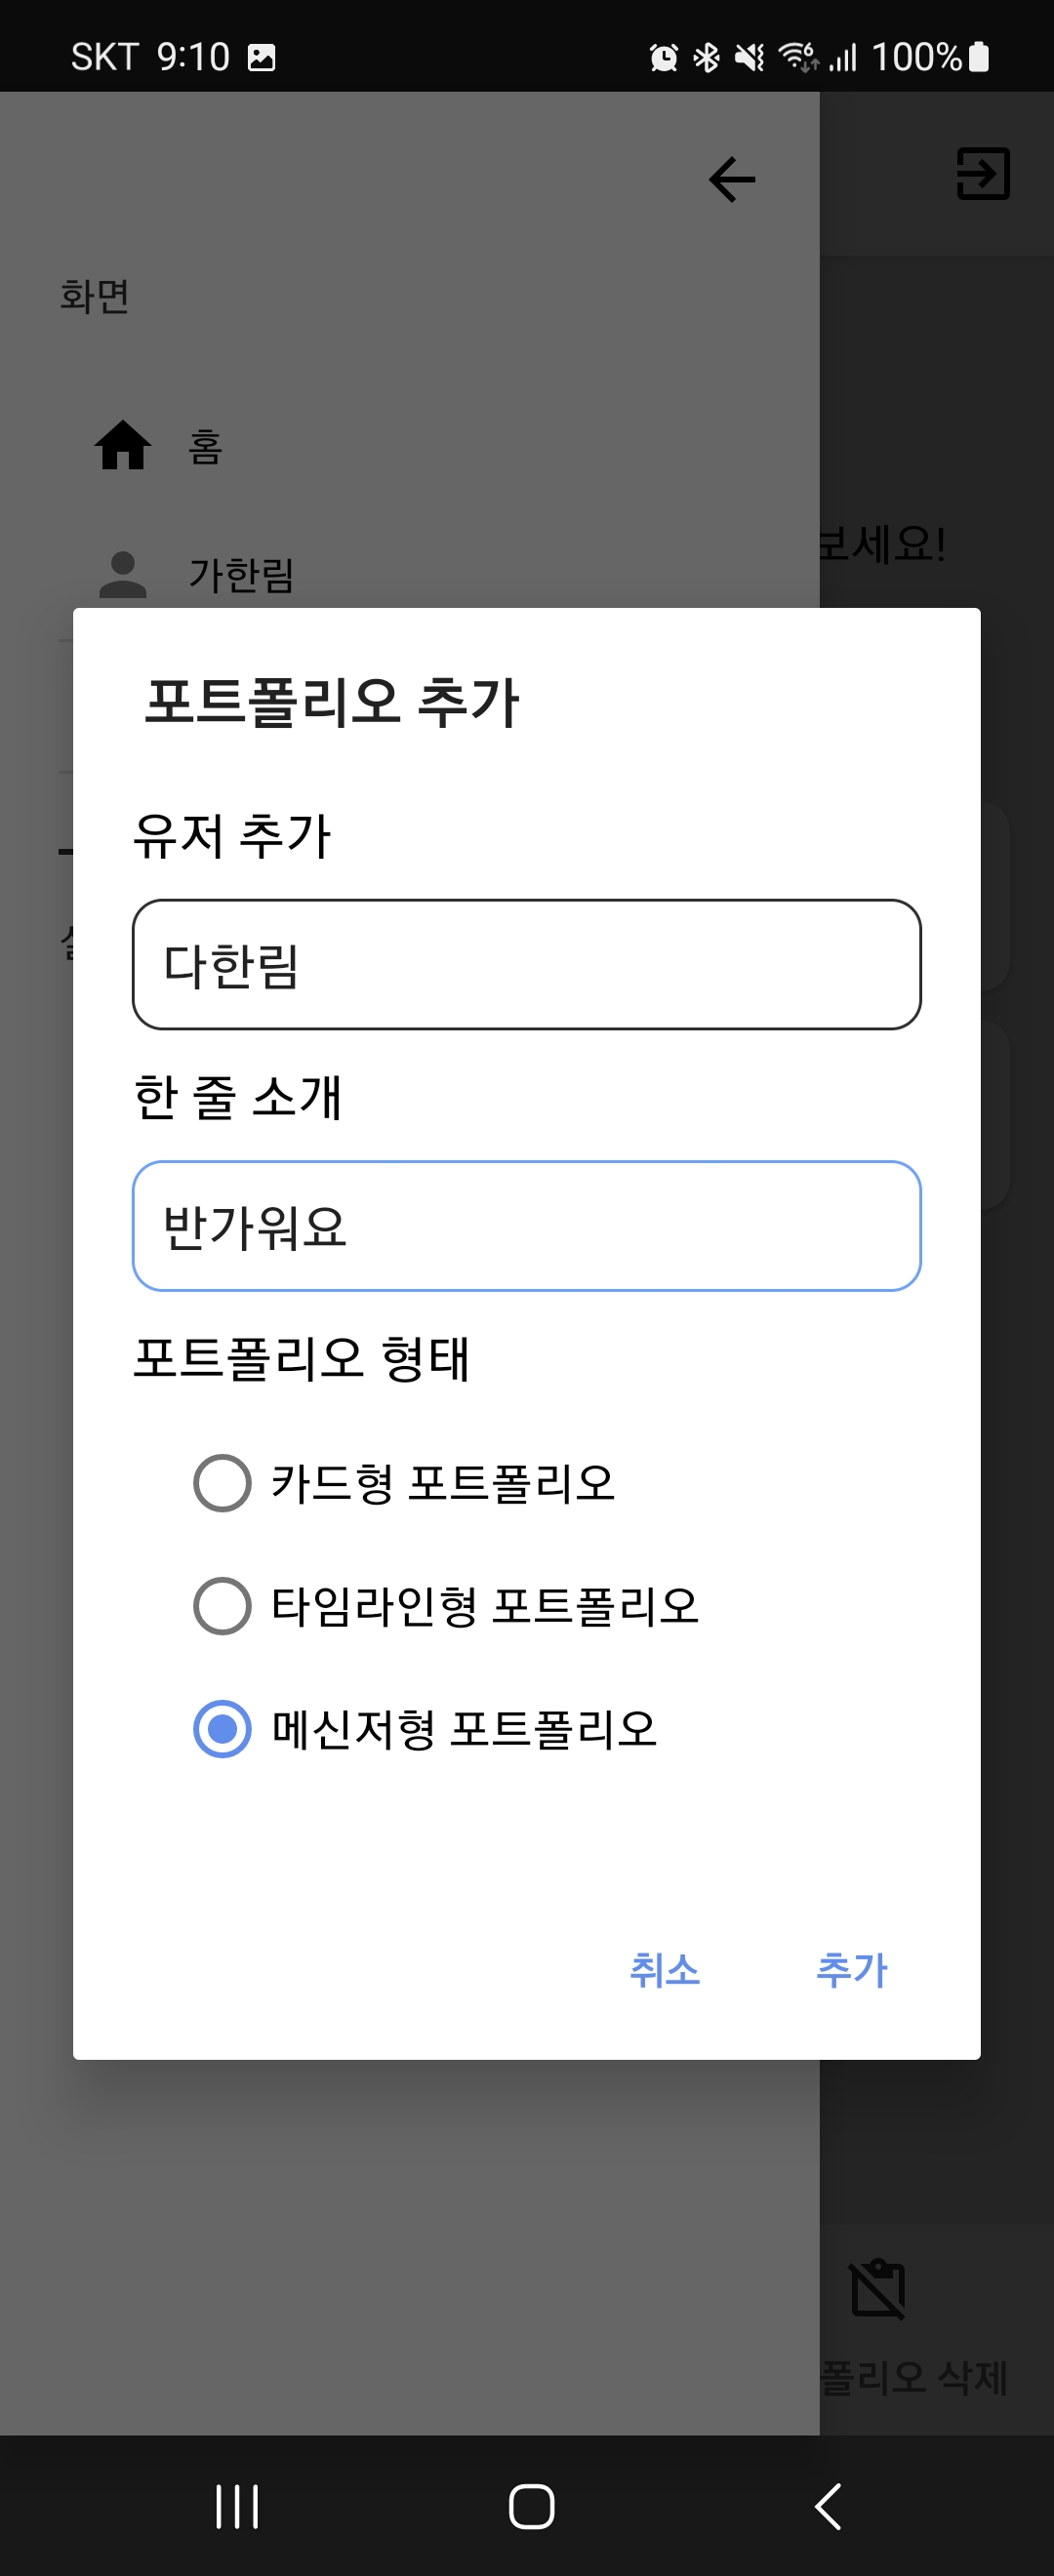 SKT 9:10 100%
화면
홈
보세요!
가한림
포트폴리오 추가
유저 추가
다한림
한 줄 소개
반가워요
포트폴리오 형태
카드형 포트폴리오
타임라인형 포트폴리오
메신저형 포트폴리오
취소 추가
폴리오 삭제